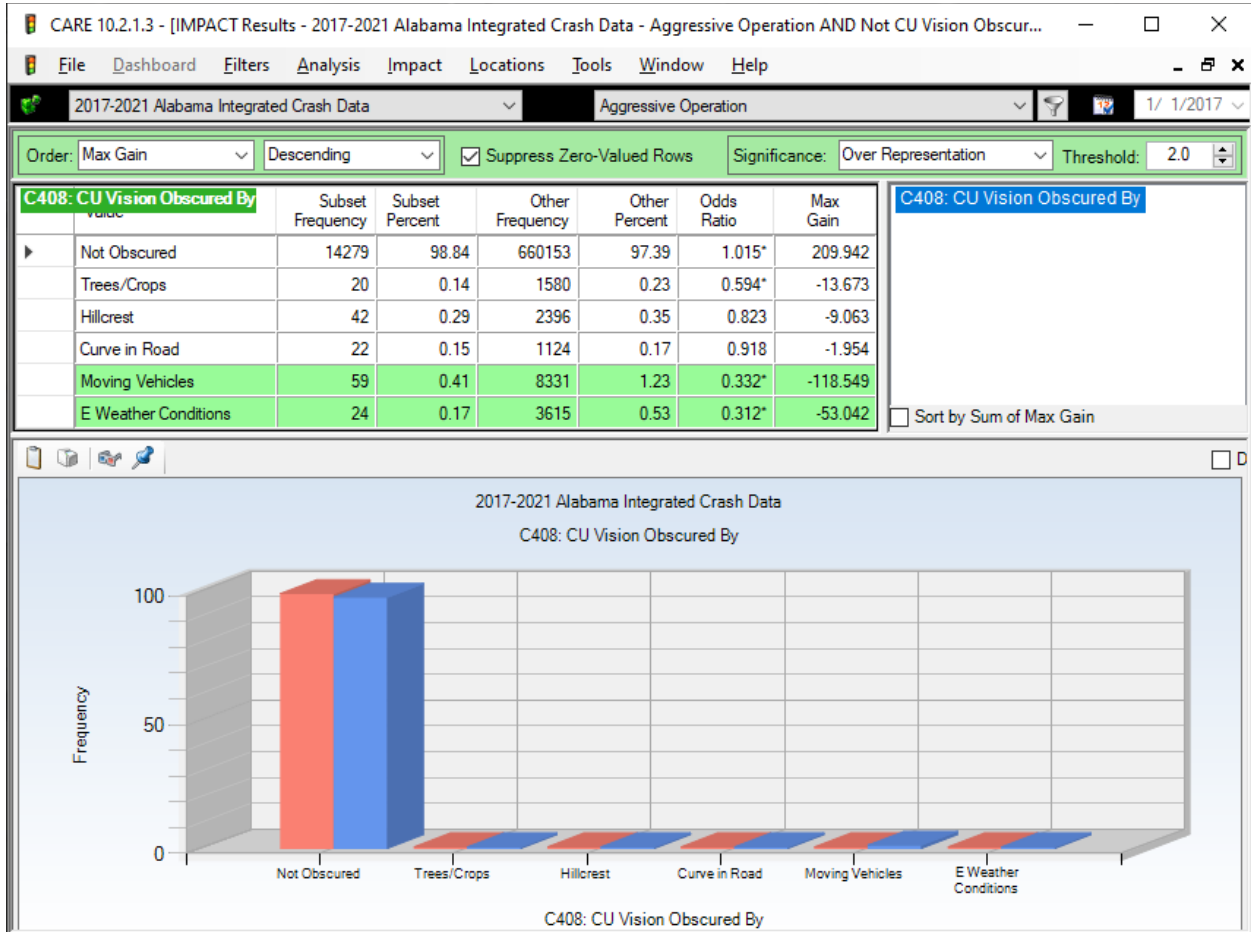 CARE 10.2.1.3 - [IMPACT Results - 2017-2021 Alabama Integrated Crash Data - Aggressive Operation AND Not CU Vision Obscur...
File Dashboard Filters Analysis Impact Locations Tools Window Help
2017-2021 Alabama Integrated Crash Data Aggressive Operation 1/ 1/2017
Order: Max Gain Descending Suppress Zero-Valued Rows Significance: Over Representation Threshold: 2.0
C408: CU Vision Obscured By
Value Subset Frequency Subset Percent Other Frequency Other Percent Odds Ratio Max Gain
Not Obscured 14279 98.84 660153 97.39 1.015* 209.942
Trees/Crops 20 0.14 1580 0.23 0.594* -13.673
Hillcrest 42 0.29 2396 0.35 0.823 -9.063
Curve in Road 22 0.15 1124 0.17 0.918 -1.954
Moving Vehicles 59 0.41 8331 1.23 0.332* -118.549
E Weather Conditions 24 0.17 3615 0.53 0.312* -53.042
C408: CU Vision Obscured By
Sort by Sum of Max Gain
D
2017-2021 Alabama Integrated Crash Data
C408: CU Vision Obscured By
Frequency
100
50
0
Not Obscured Trees/Crops Hillcrest Curve in Road Moving Vehicles E Weather
Conditions
C408: CU Vision Obscured By